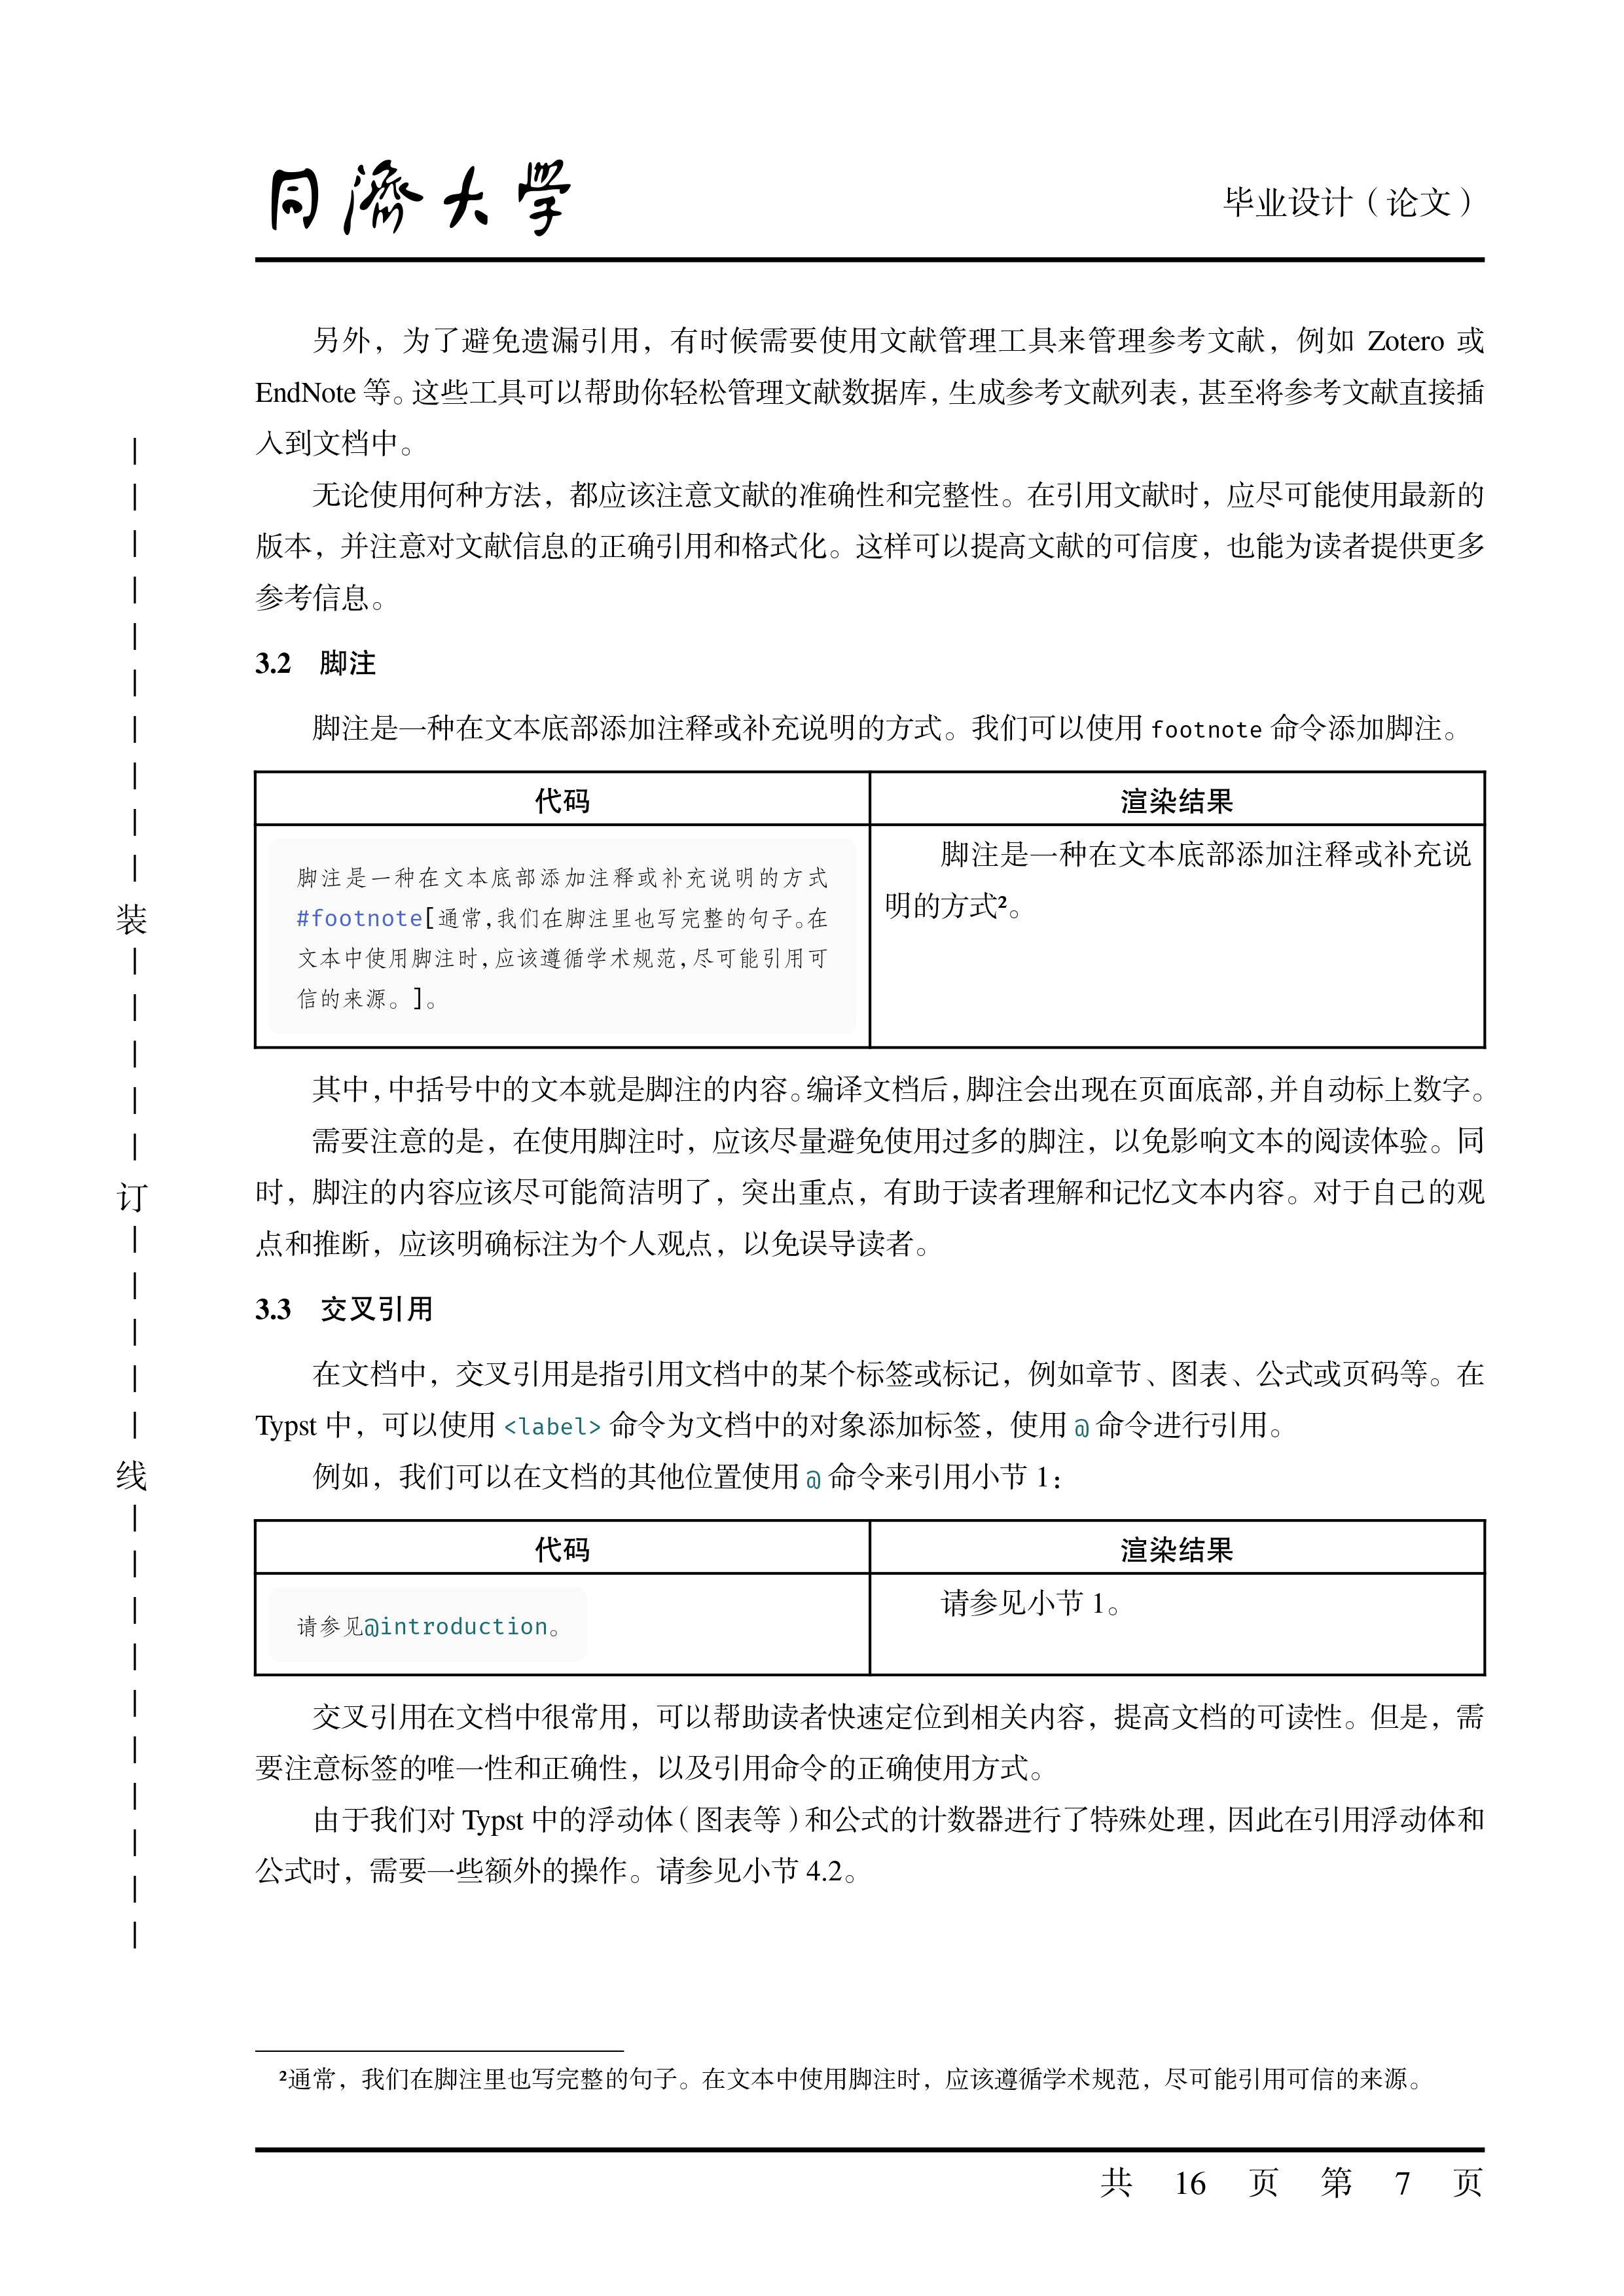 同濟大学
毕业设计（论文）
另外，为了避免遗漏引用，有时候需要使用文献管理工具来管理参考文献，例如 Zotero 或
EndNote 等。这些工具可以帮助你轻松管理文献数据库，生成参考文献列表，甚至将参考文献直接插
入到文档中。
无论使用何种方法，都应该注意文献的准确性和完整性。在引用文献时，应尽可能使用最新的
版本，并注意对文献信息的正确引用和格式化。这样可以提高文献的可信度，也能为读者提供更多
参考信息。
3.2 脚注
脚注是一种在文本底部添加注释或补充说明的方式。我们可以使用 footnote 命令添加脚注。
代码
渲染结果
脚注是一种在文本底部添加注释或补充说明的方式
#footnote[通常，我们在脚注里也写完整的句子。在
文本中使用脚注时，应该遵循学术规范，尽可能引用可
信的来源。]。
脚注是一种在文本底部添加注释或补充说
明的方式²。
其中，中括号中的文本就是脚注的内容。编译文档后，脚注会出现在页面底部，并自动标上数字。
需要注意的是，在使用脚注时，应该尽量避免使用过多的脚注，以免影响文本的阅读体验。同
时，脚注的内容应该尽可能简洁明了，突出重点，有助于读者理解和记忆文本内容。对于自己的观
点和推断，应该明确标注为个人观点，以免误导读者。
3.3 交叉引用
在文档中，交叉引用是指引用文档中的某个标签或标记，例如章节、图表、公式或页码等。在
Typst 中，可以使用 <label> 命令为文档中的对象添加标签，使用 @ 命令进行引用。
例如，我们可以在文档的其他位置使用 @ 命令来引用小节 1：
代码
渲染结果
请参见@introduction。
请参见小节 1。
交叉引用在文档中很常用，可以帮助读者快速定位到相关内容，提高文档的可读性。但是，需
要注意标签的唯一性和正确性，以及引用命令的正确使用方式。
由于我们对 Typst 中的浮动体（图表等）和公式的计数器进行了特殊处理，因此在引用浮动体和
公式时，需要一些额外的操作。请参见小节 4.2。
装
订
线
²通常，我们在脚注里也写完整的句子。在文本中使用脚注时，应该遵循学术规范，尽可能引用可信的来源。
共 16 页 第 7 页